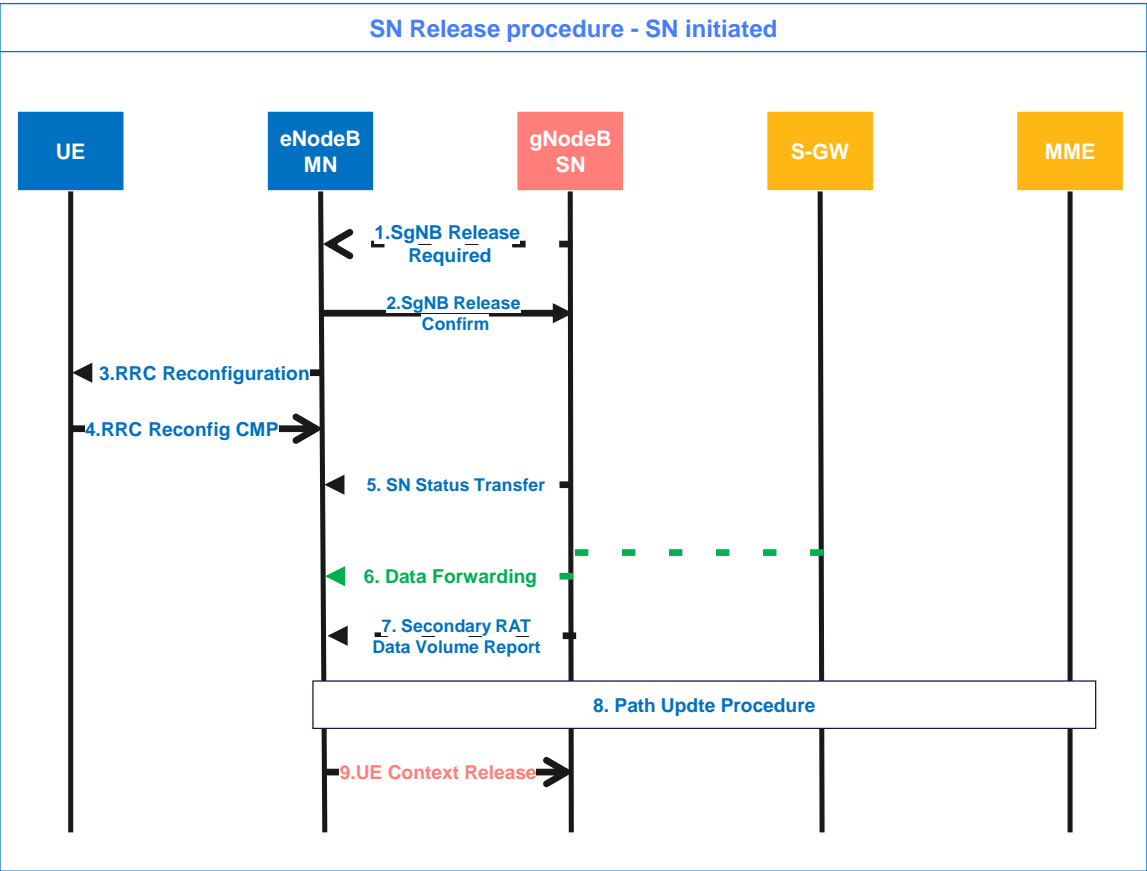 SN Release procedure - SN initiated
UE
eNodeB
MN
gNodeB
SN
S-GW
MME
1.SgNB Release
Required
2.SgNB Release
Confirm
3.RRC Reconfiguration
4.RRC Reconfig CMP
5. SN Status Transfer
6. Data Forwarding
7. Secondary RAT
Data Volume Report
8. Path Updte Procedure
9.UE Context Release